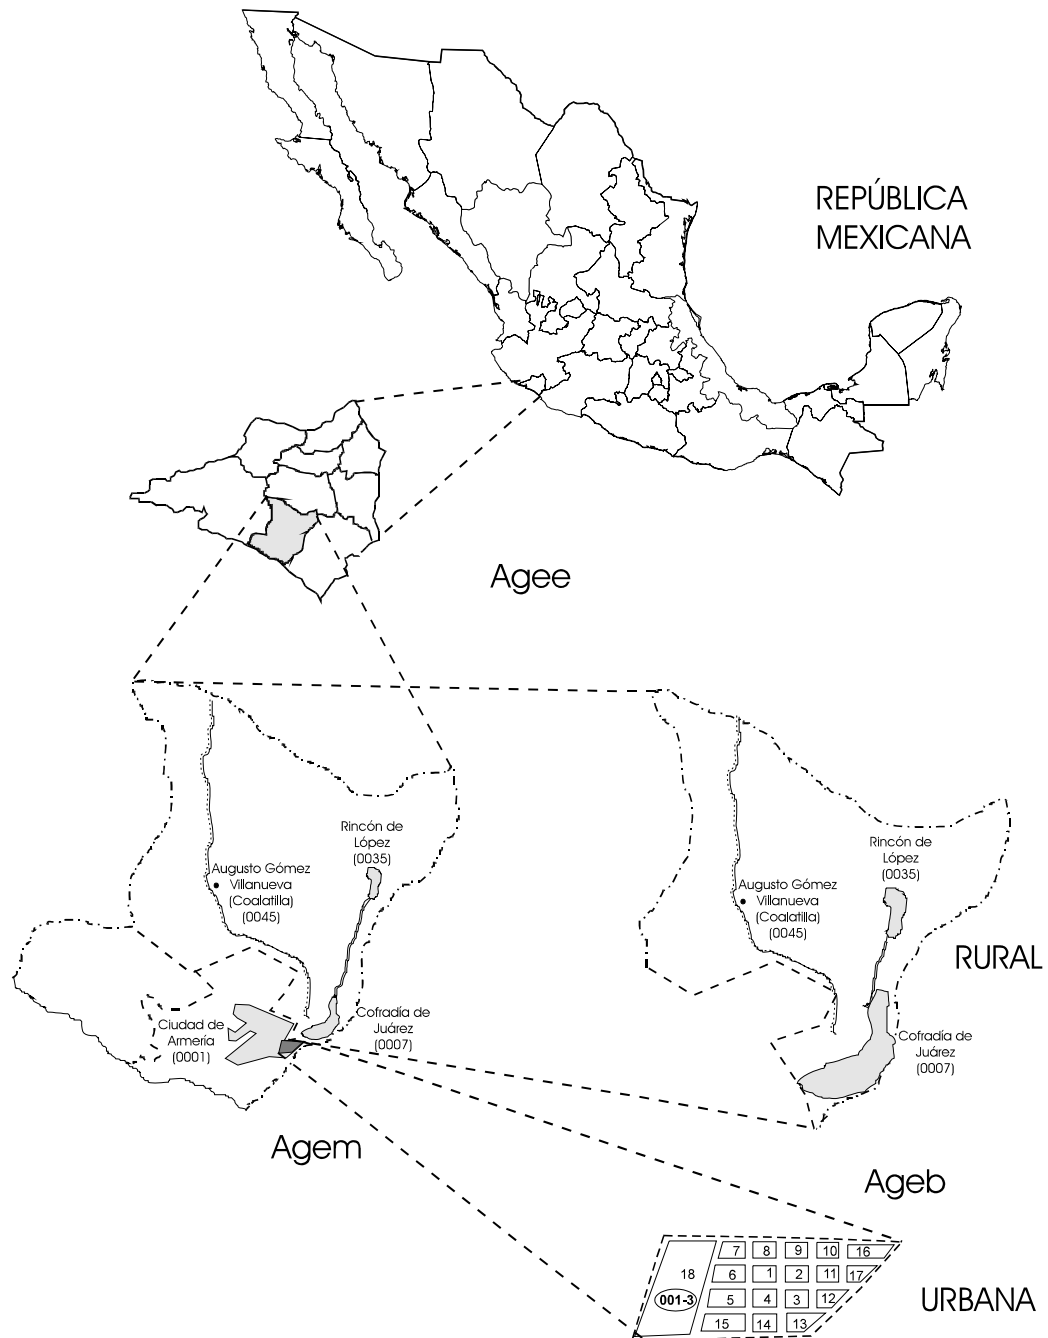 REPÚBLICA
MEXICANA
Agee
Rincón de
López
(0035)
Augusto Gómez
Villanueva
(Coalatilla)
(0045)
Ciudad de
Armería
(0001)
Cofradía de
Juárez
(0007)
Agem
Rincón de
López
(0035)
Augusto Gómez
Villanueva
(Coalatilla)
(0045)
RURAL
Cofradía de
Juárez
(0007)
Ageb
7 8 9 10 16
18 6 1 2 11 17
001-3 5 4 3 12
15 14 13
URBANA